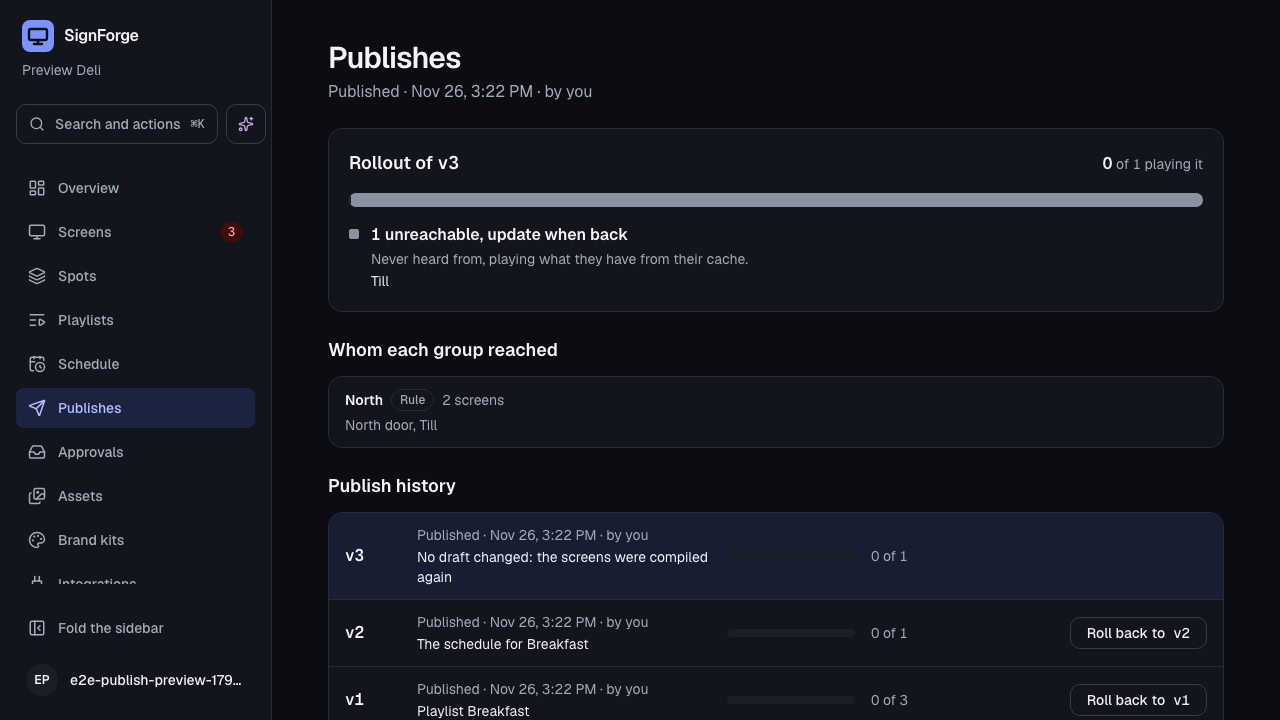 SignForge
Preview Deli
Search and actions ⌘K
Overview
Screens 3
Spots
Playlists
Schedule
Publishes
Approvals
Assets
Brand kits
Integrations
Fold the sidebar
EP e2e-publish-preview-179…
Publishes
Published · Nov 26, 3:22 PM · by you
Rollout of v3
0 of 1 playing it
1 unreachable, update when back
Never heard from, playing what they have from their cache.
Till
Whom each group reached
North Rule 2 screens
North door, Till
Publish history
v3
Published · Nov 26, 3:22 PM · by you
No draft changed: the screens were compiled
again
0 of 1
v2
Published · Nov 26, 3:22 PM · by you
The schedule for Breakfast
0 of 1
Roll back to v2
v1
Published · Nov 26, 3:22 PM · by you
Playlist Breakfast
0 of 3
Roll back to v1